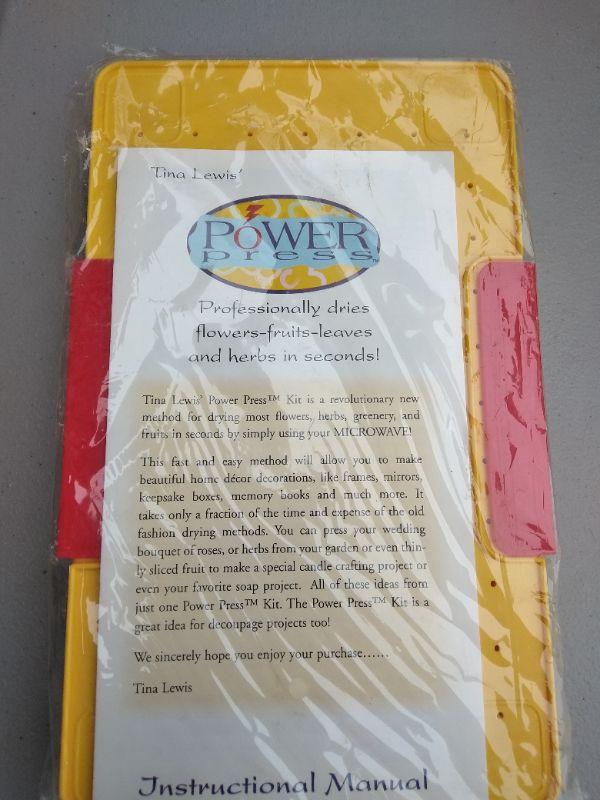 Tina Lewis'
POWER
press™
Professionally dries
flowers-fruits-leaves
and herbs in seconds!
Tina Lewis' Power Press™ Kit is a revolutionary new
method for drying most flowers, herbs, greenery, and
fruits in seconds by simply using your MICROWAVE!
This fast and easy method will allow you to make
beautiful home décor decorations, like frames, mirrors,
keepsake boxes, memory books and much more. It
takes only a fraction of the time and expense of the old
fashion drying methods. You can press your wedding
bouquet of roses, or herbs from your garden or even thin-
ly sliced fruit to make a special candle crafting project or
even your favorite soap project. All of these ideas from
just one Power Press™ Kit. The Power Press™ Kit is a
great idea for decoupage projects too!
We sincerely hope you enjoy your purchase......
Tina Lewis
Instructional Manual